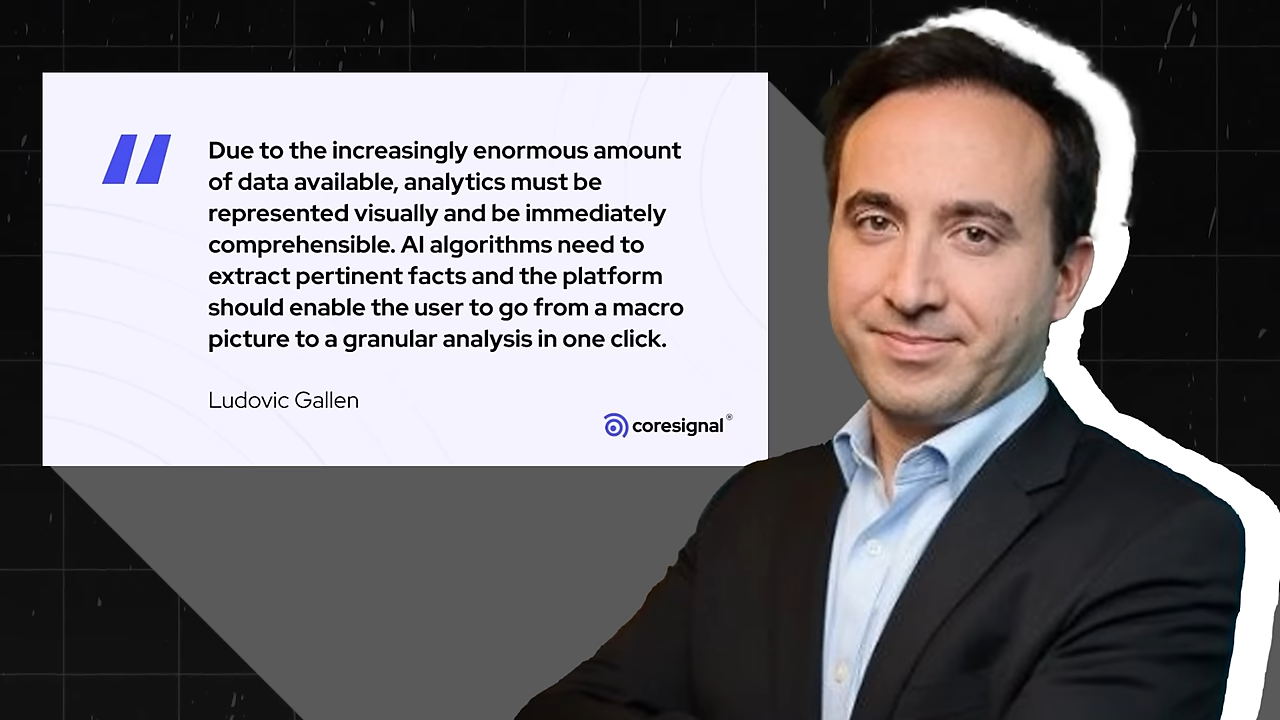 Due to the increasingly enormous amount
of data available, analytics must be
represented visually and be immediately
comprehensible. AI algorithms need to
extract pertinent facts and the platform
should enable the user to go from a macro
picture to a granular analysis in one click.
Ludovic Gallen
coresignal®